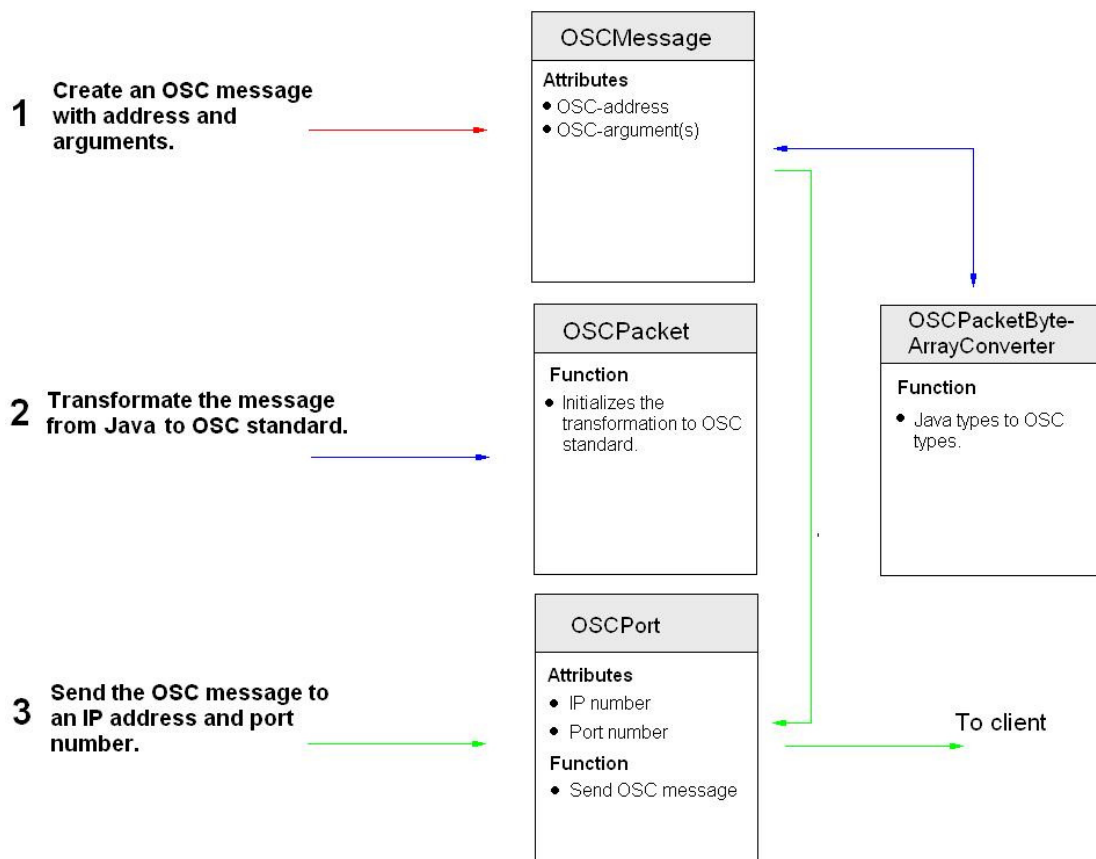 1
Create an OSC message
with address and
arguments.
OSCMessage
Attributes
• OSC-address
• OSC-argument(s)
2
Transformate the message
from Java to OSC standard.
OSCPacket
Function
• Initializes the
transformation to OSC
standard.
OSCPacketByte-
ArrayConverter
Function
• Java types to OSC
types.
3
Send the OSC message to
an IP address and port
number.
OSCPort
Attributes
• IP number
• Port number
Function
• Send OSC message
To client